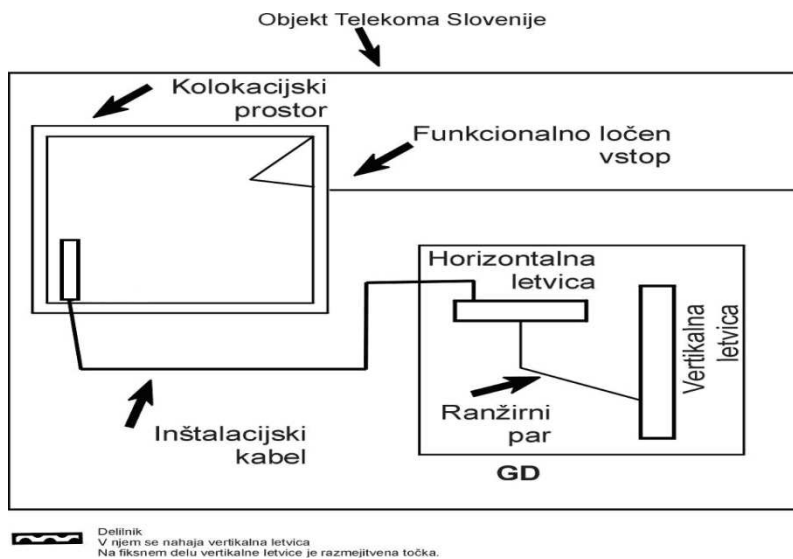 Objekt Telekoma Slovenije
Kolokacijski
prostor
Funkcionalno ločen
vstop
Horizontalna
letvica
Vertikalna
letvica
Ranžirni
par
Inštalacijski
kabel
GD
Delilnik
V njem se nahaja vertikalna letvica
Na fiksnem delu vertikalne letvice je razmejitvena točka.